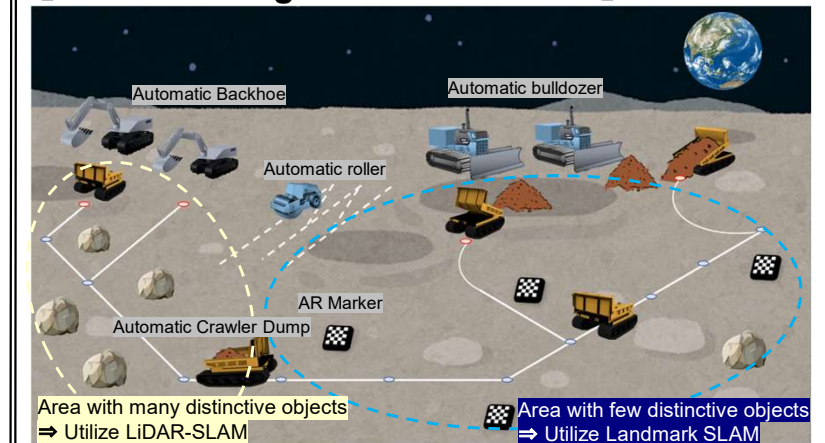 Automatic Backhoe
Automatic bulldozer
Automatic roller
AR Marker
Automatic Crawler Dump
Area with many distinctive objects
⇒ Utilize LiDAR-SLAM
Area with few distinctive objects
⇒ Utilize Landmark SLAM